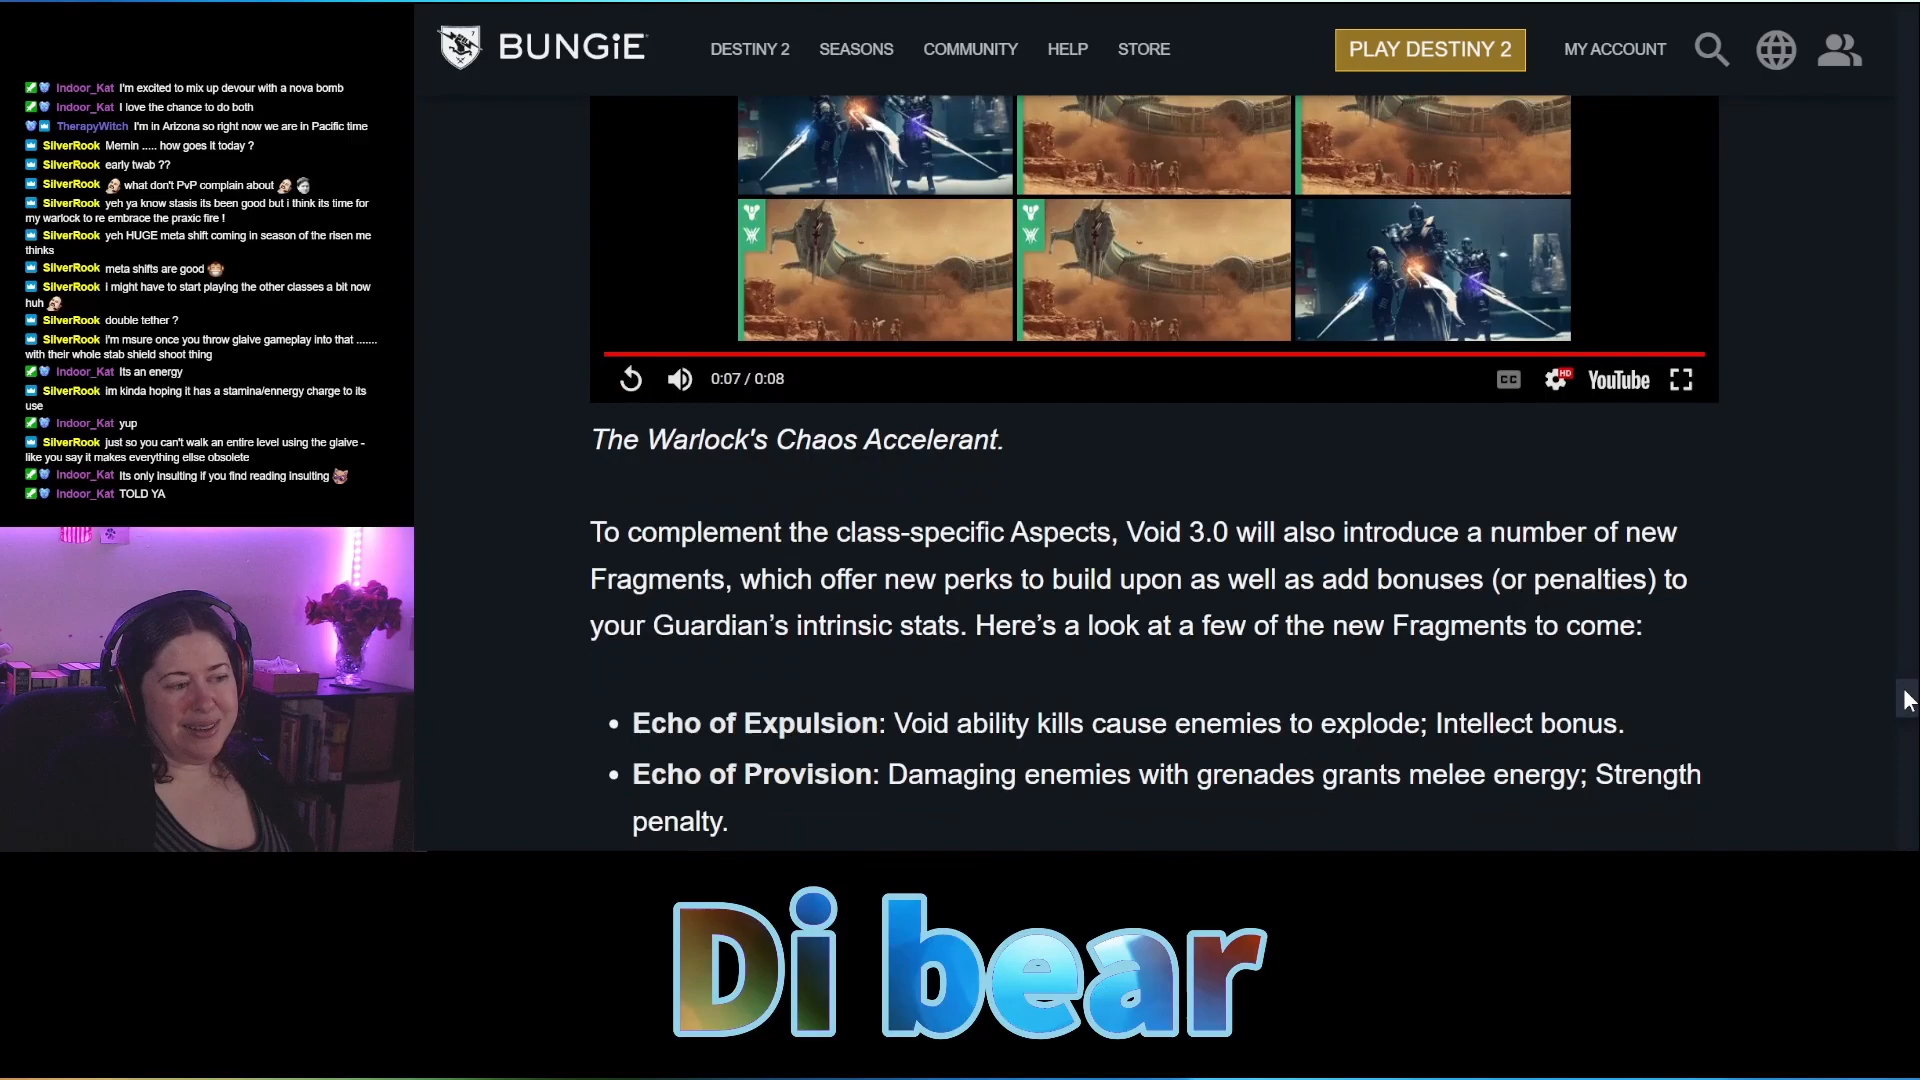 BUNGiE
DESTINY 2 SEASONS COMMUNITY HELP STORE
PLAY DESTINY 2
MY ACCOUNT
Indoor_Kat I'm excited to mix up devour with a nova bomb
Indoor_Kat I love the chance to do both
TherapyWitch I'm in Arizona so right now we are in Pacific time
SilverRook Mernin ..... how goes it today ?
SilverRook early twab ??
SilverRook what don't PvP complain about
SilverRook yeh ya know stasis its been good but i think its time for
my warlock to re embrace the praxic fire !
SilverRook yeh HUGE meta shift coming in season of the risen me
thinks
SilverRook meta shifts are good
SilverRook i might have to start playing the other classes a bit now
huh
SilverRook double tether ?
SilverRook I'm msure once you throw glaive gameplay into that .......
with their whole stab shield shoot thing
Indoor_Kat Its an energy
SilverRook im kinda hoping it has a stamina/ennergy charge to its
use
Indoor_Kat yup
SilverRook just so you can't walk an entire level using the glaive -
like you say it makes everything ellse obsolete
Indoor_Kat Its only insulting if you find reading insulting
Indoor_Kat TOLD YA
0:07 / 0:08
CC
HD
YouTube
The Warlock's Chaos Accelerant.
To complement the class-specific Aspects, Void 3.0 will also introduce a number of new
Fragments, which offer new perks to build upon as well as add bonuses (or penalties) to
your Guardian’s intrinsic stats. Here’s a look at a few of the new Fragments to come:
• Echo of Expulsion: Void ability kills cause enemies to explode; Intellect bonus.
• Echo of Provision: Damaging enemies with grenades grants melee energy; Strength
penalty.
Di bear